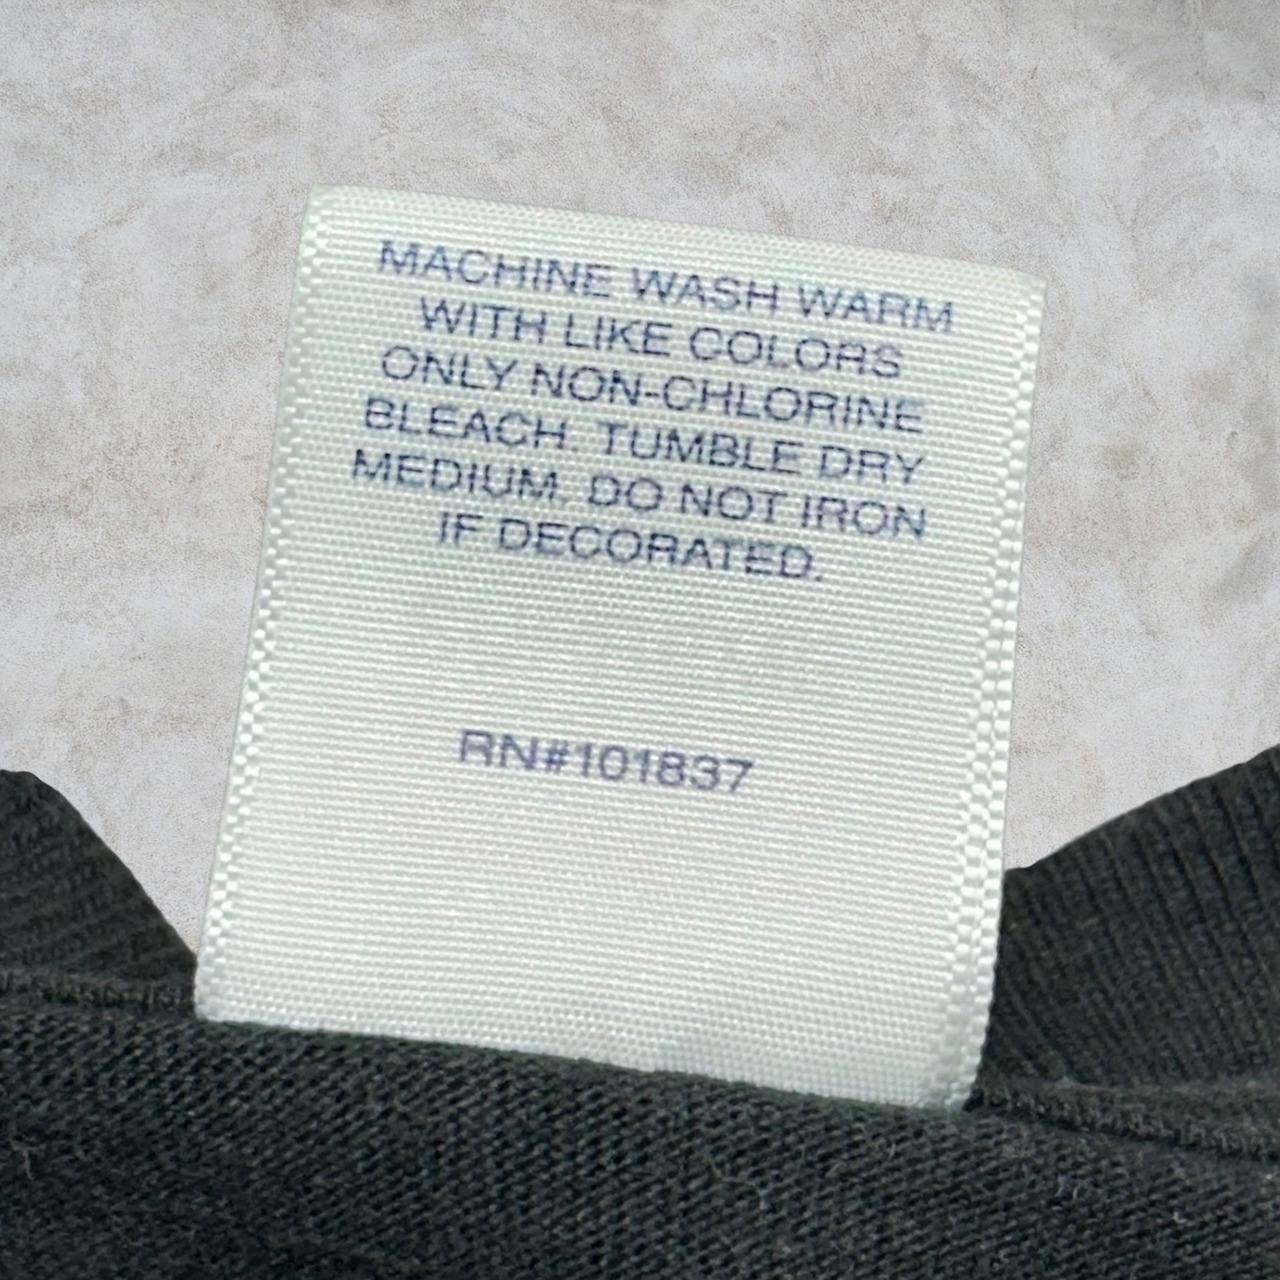 MACHINE WASH WARM
WITH LIKE COLORS
ONLY NON-CHLORINE
BLEACH. TUMBLE DRY
MEDIUM. DO NOT IRON
IF DECORATED.
RN#101837